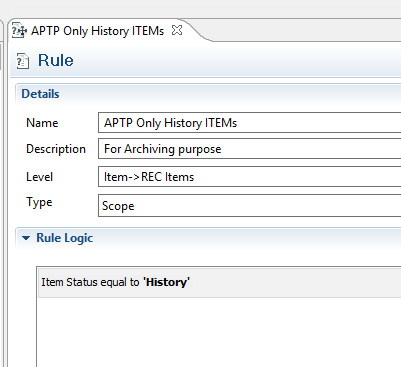 APTP Only History ITEMs
Rule
Details
Name APTP Only History ITEMs
Description For Archiving purpose
Level Item->REC Items
Type Scope
Rule Logic
Item Status equal to 'History'